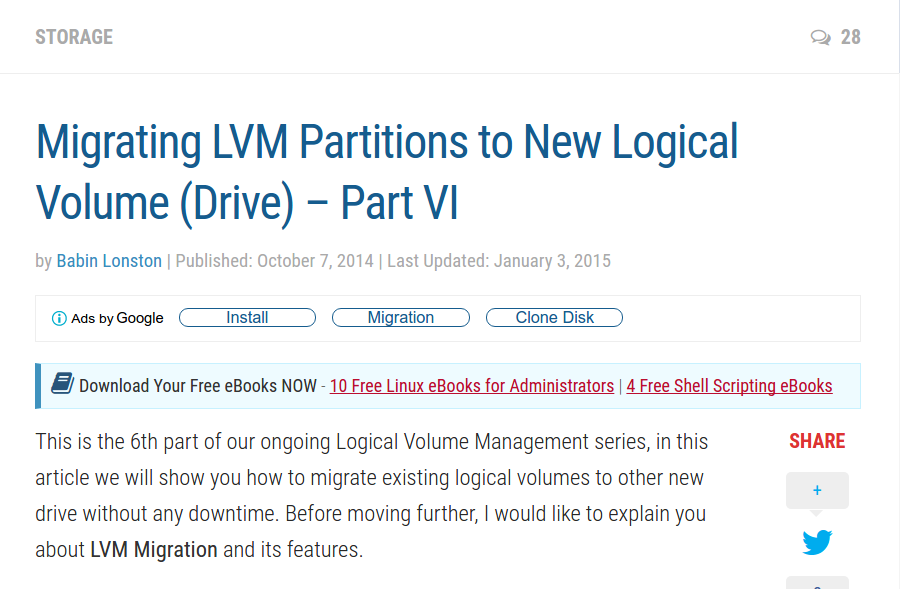 STORAGE
28
Migrating LVM Partitions to New Logical
Volume (Drive) – Part VI
by Babin Lonston | Published: October 7, 2014 | Last Updated: January 3, 2015
Ads by Google Install Migration Clone Disk
Download Your Free eBooks NOW - 10 Free Linux eBooks for Administrators | 4 Free Shell Scripting eBooks
This is the 6th part of our ongoing Logical Volume Management series, in this
article we will show you how to migrate existing logical volumes to other new
drive without any downtime. Before moving further, I would like to explain you
about LVM Migration and its features.
SHARE
+